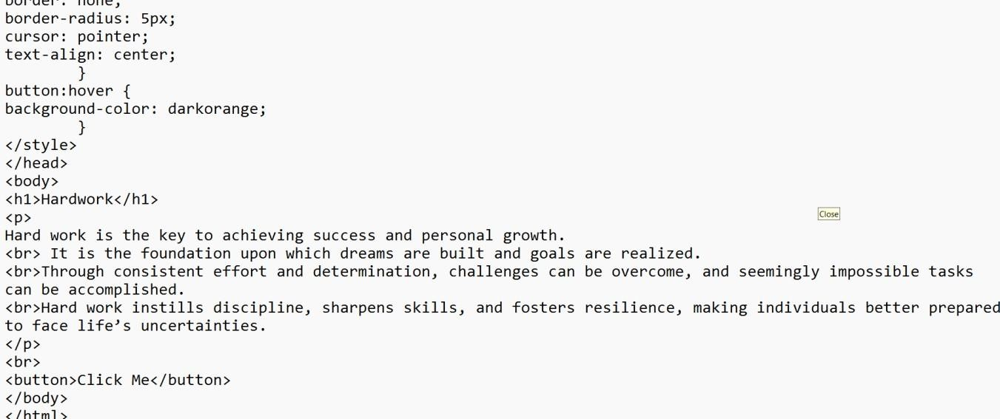 border: none;
border-radius: 5px;
cursor: pointer;
text-align: center;
}
button:hover {
background-color: darkorange;
}
</style>
</head>
<body>
<h1>Hardwork</h1>
<p>
Close
Hard work is the key to achieving success and personal growth.
<br> It is the foundation upon which dreams are built and goals are realized.
<br>Through consistent effort and determination, challenges can be overcome, and seemingly impossible tasks
can be accomplished.
<br>Hard work instills discipline, sharpens skills, and fosters resilience, making individuals better prepared
to face life’s uncertainties.
</p>
<br>
<button>Click Me</button>
</body>
</html>